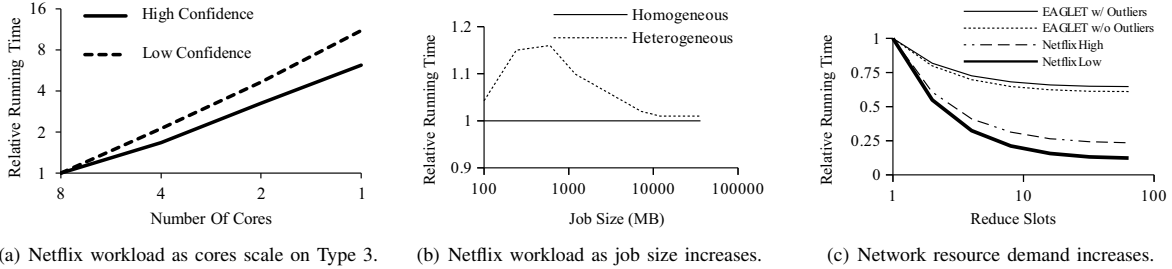 Relative Running Time
16
8
4
2
1
High Confidence
Low Confidence
8
4
2
1
Number Of Cores
(a) Netflix workload as cores scale on Type 3.
Relative Running Time
1.2
1.1
1
0.9
Homogeneous
Heterogeneous
100
1000
10000
100000
Job Size (MB)
(b) Netflix workload as job size increases.
Relative Running Time
1
0.75
0.5
0.25
0
EAGLET w/ Outliers
EAGLET w/o Outliers
Netflix High
Netflix Low
1
10
100
Reduce Slots
(c) Network resource demand increases.